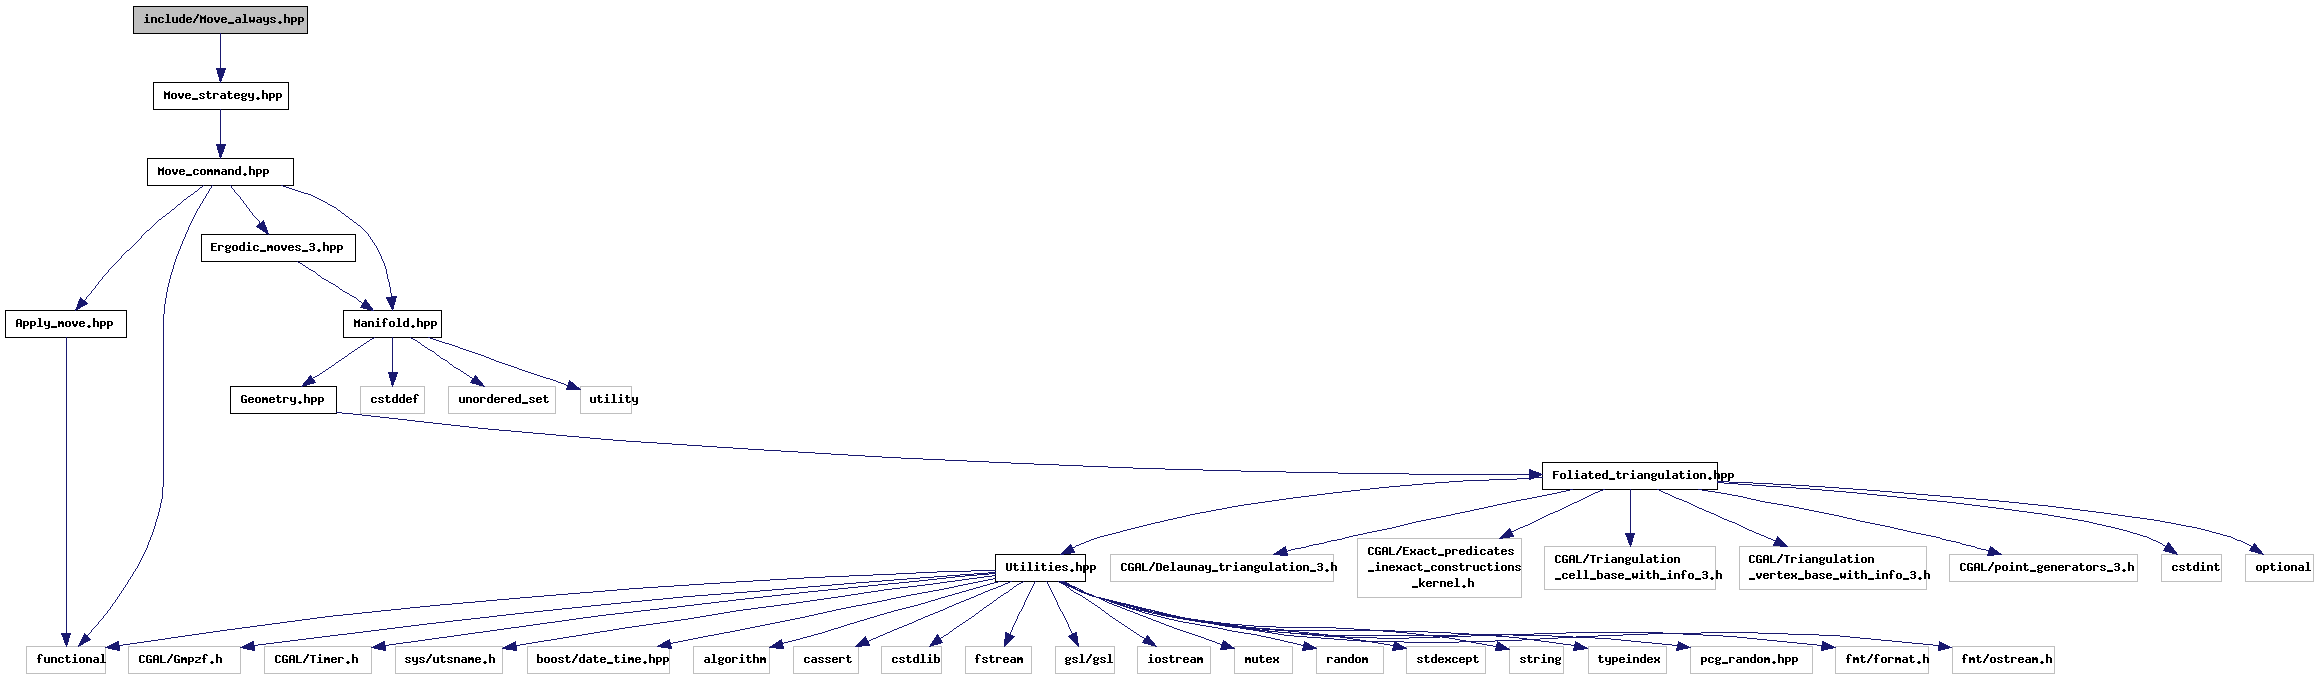 include/Move_always.hpp
Move_strategy.hpp
Move_command.hpp
Ergodic_moves_3.hpp
Apply_move.hpp
Manifold.hpp
Geometry.hpp
cstddef
unordered_set
utility
Foliated_triangulation.hpp
Utilities.hpp
CGAL/Delaunay_triangulation_3.h
CGAL/Exact_predicates
_inexact_constructions
_kernel.h
CGAL/Triangulation
_cell_base_with_info_3.h
CGAL/Triangulation
_vertex_base_with_info_3.h
CGAL/point_generators_3.h
cstdint
optional
functional
CGAL/Gmpzf.h
CGAL/Timer.h
sys/utsname.h
boost/date_time.hpp
algorithm
cassert
cstdlib
fstream
gsl/gsl
iostream
mutex
random
stdexcept
string
typeindex
pcg_random.hpp
fmt/format.h
fmt/ostream.h